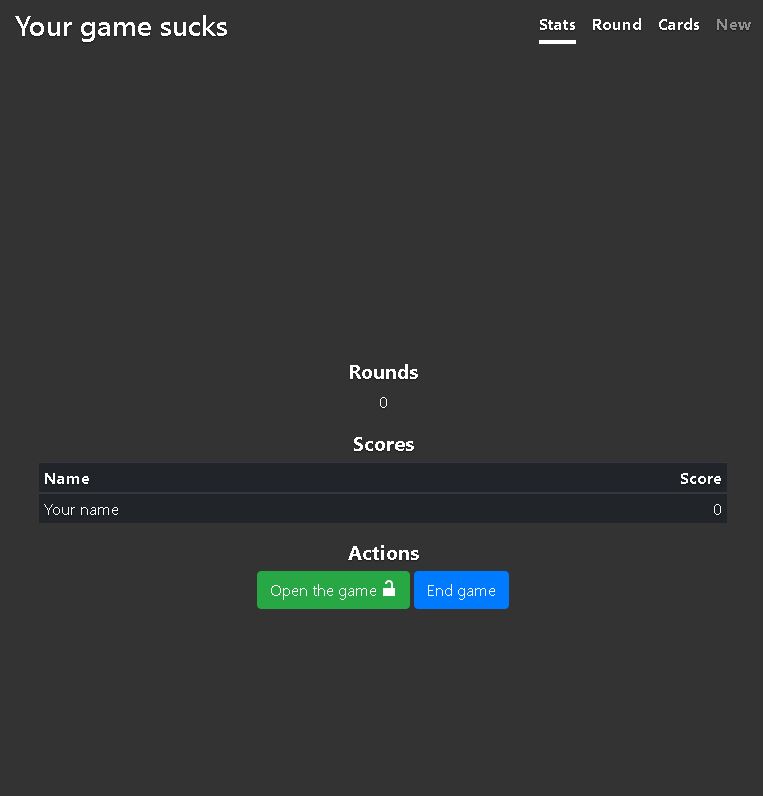 Your game sucks
Stats Round Cards New
Rounds
0
Scores
Name Score
Your name 0
Actions
Open the game End game